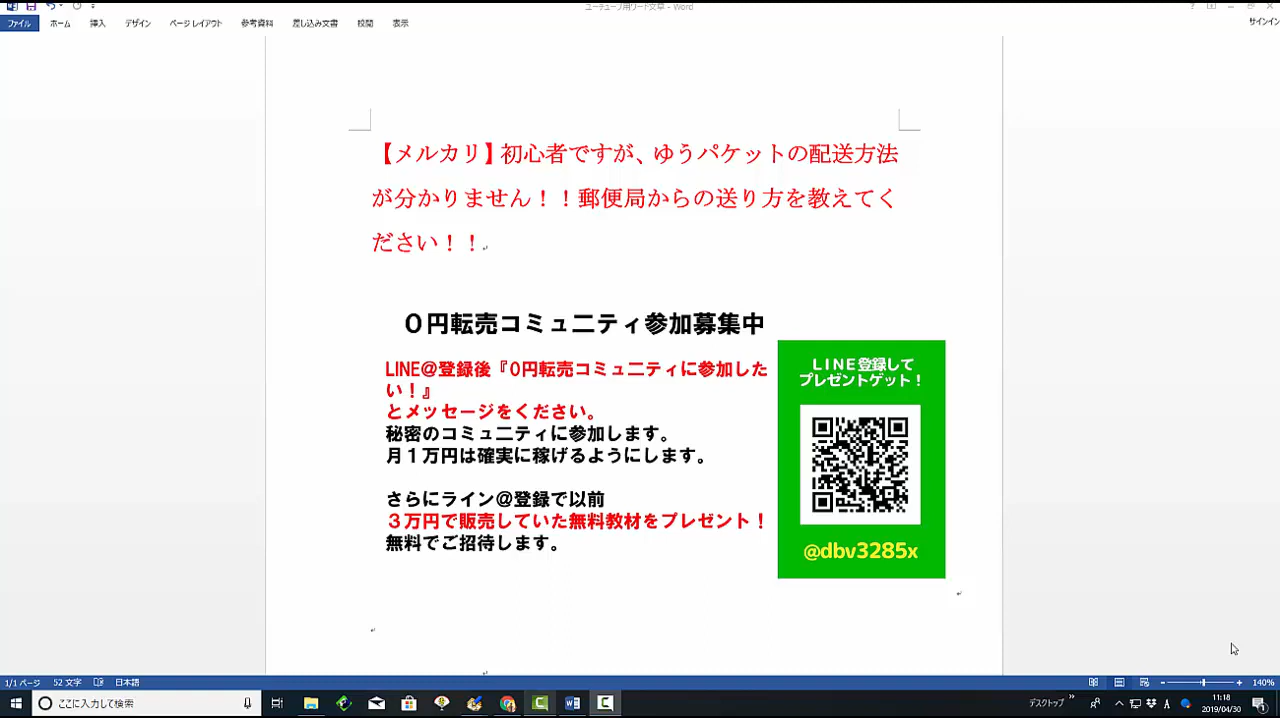 ユーチューブ用ワード文章 - Word
ファイル ホーム 挿入 デザイン ページ レイアウト 参考資料 差し込み文書 校閲 表示
サインイン
【メルカリ】初心者ですが、ゆうパケットの配送方法
が分かりません！！郵便局からの送り方を教えてく
ださい！！
０円転売コミュニティ参加募集中
LINE@登録後『0円転売コミュニティに参加した
い！』
とメッセージをください。
秘密のコミュニティに参加します。
月１万円は確実に稼げるようにします。
さらにライン@登録で以前
３万円で販売していた無料教材をプレゼント！
無料でご招待します。
ＬＩＮＥ登録して
プレゼントゲット！
@dbv3285x
1/1 ページ 52 文字 日本語
140%
ここに入力して検索
デスクトップ
11:18
2019/04/30